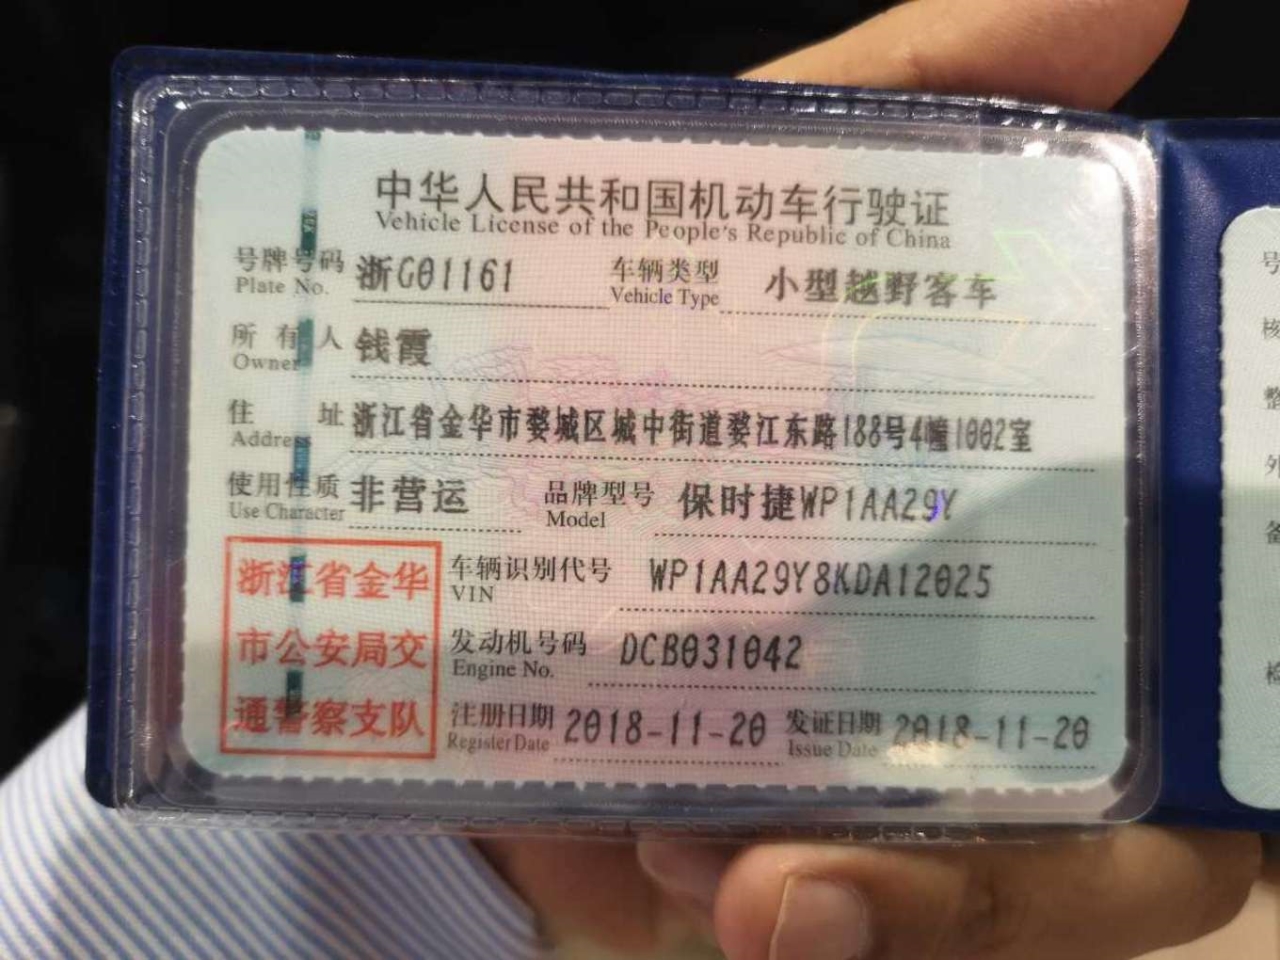 中华人民共和国机动车行驶证
Vehicle License of the People's Republic of China
号牌号码 浙G01161 车辆类型 小型越野客车
Plate No. Vehicle Type
所有人 钱霞
Owner
住址 浙江省金华市婺城区城中街道婺江东路188号4幢1002室
Address
使用性质 非营运 品牌型号 保时捷WP1AA29Y
Use Character Model
浙江省金华 车辆识别代号 WP1AA29Y8KDA12025
VIN
市公安局交 发动机号码 DCB031042
Engine No.
通警察支队 注册日期 2018-11-20 发证日期 2018-11-20
Register Date Issue Date
号
核
整
外